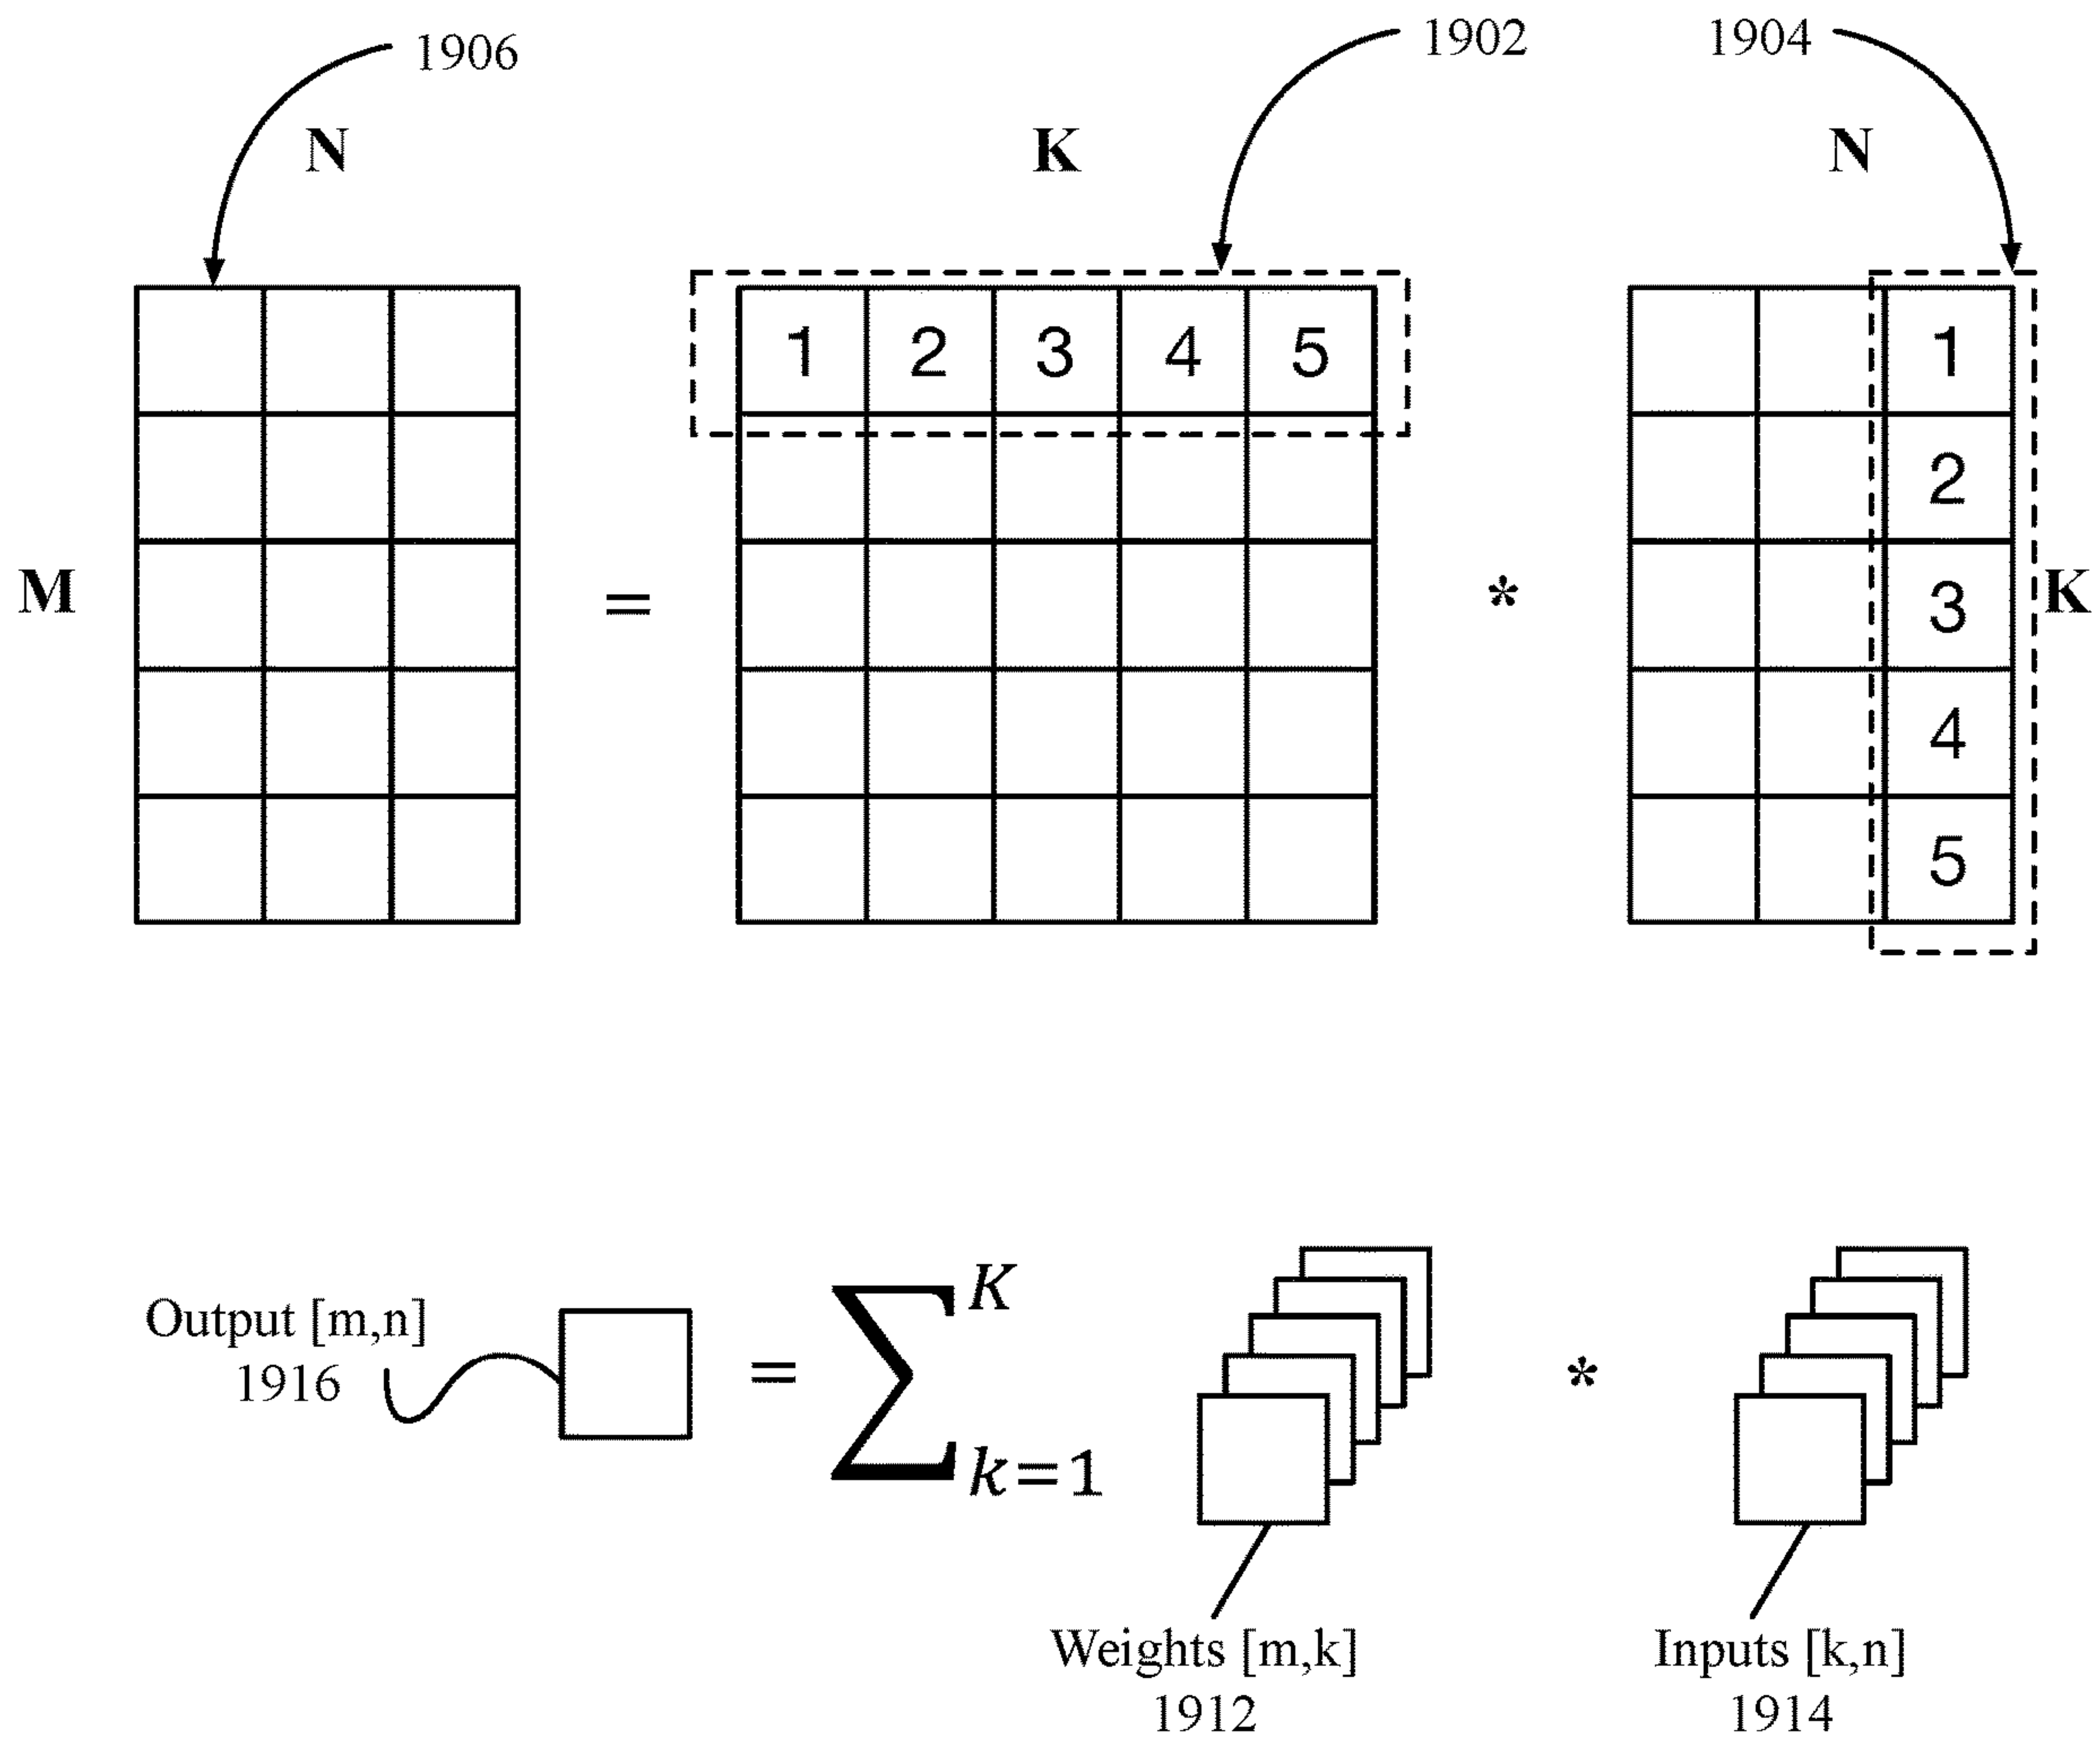 1906
1902
1904
N
K
N
1 2 3 4 5
1
2
3
4
5
M
=
*
K
Output [m,n]
1916
= ∑ K k=1 *
Weights [m,k]
1912
Inputs [k,n]
1914